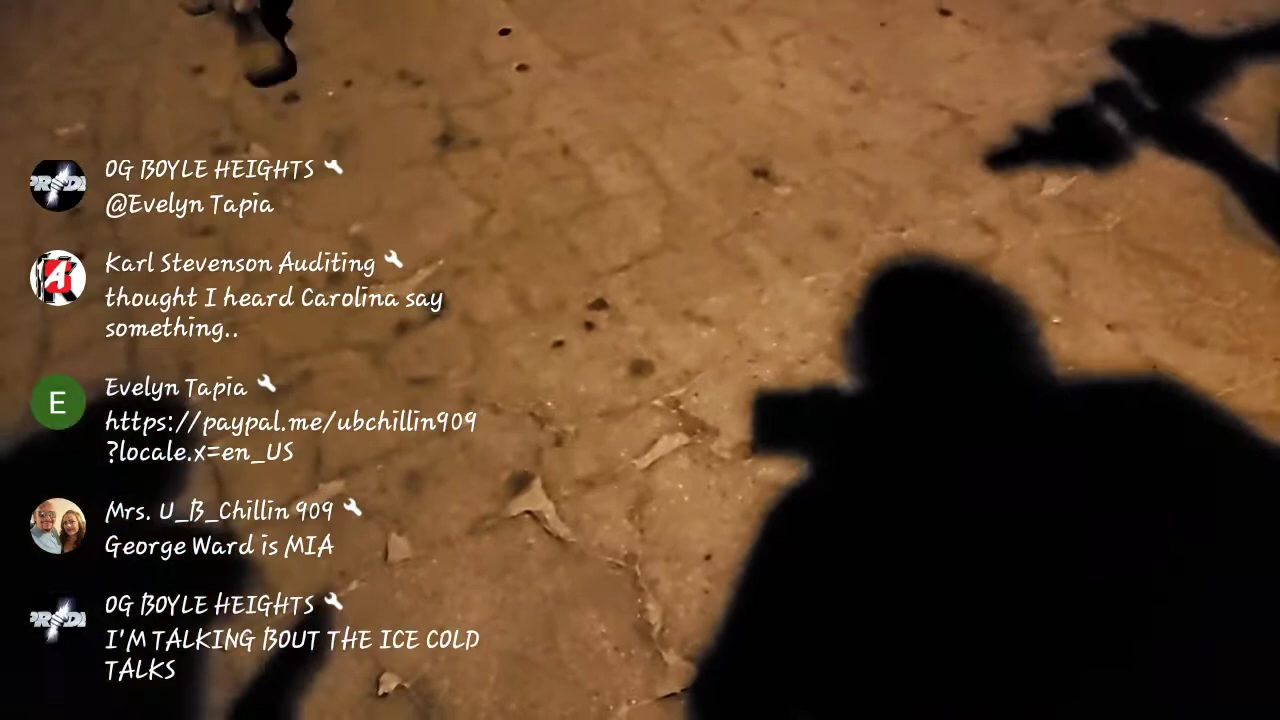 OG BOYLE HEIGHTS
@Evelyn Tapia
Karl Stevenson Auditing
thought I heard Carolina say
something..
E
Evelyn Tapia
https://paypal.me/ubchillin909
?locale.x=en_US
Mrs. U_B_Chillin 909
George Ward is MIA
OG BOYLE HEIGHTS
I'M TALKING BOUT THE ICE COLD
TALKS